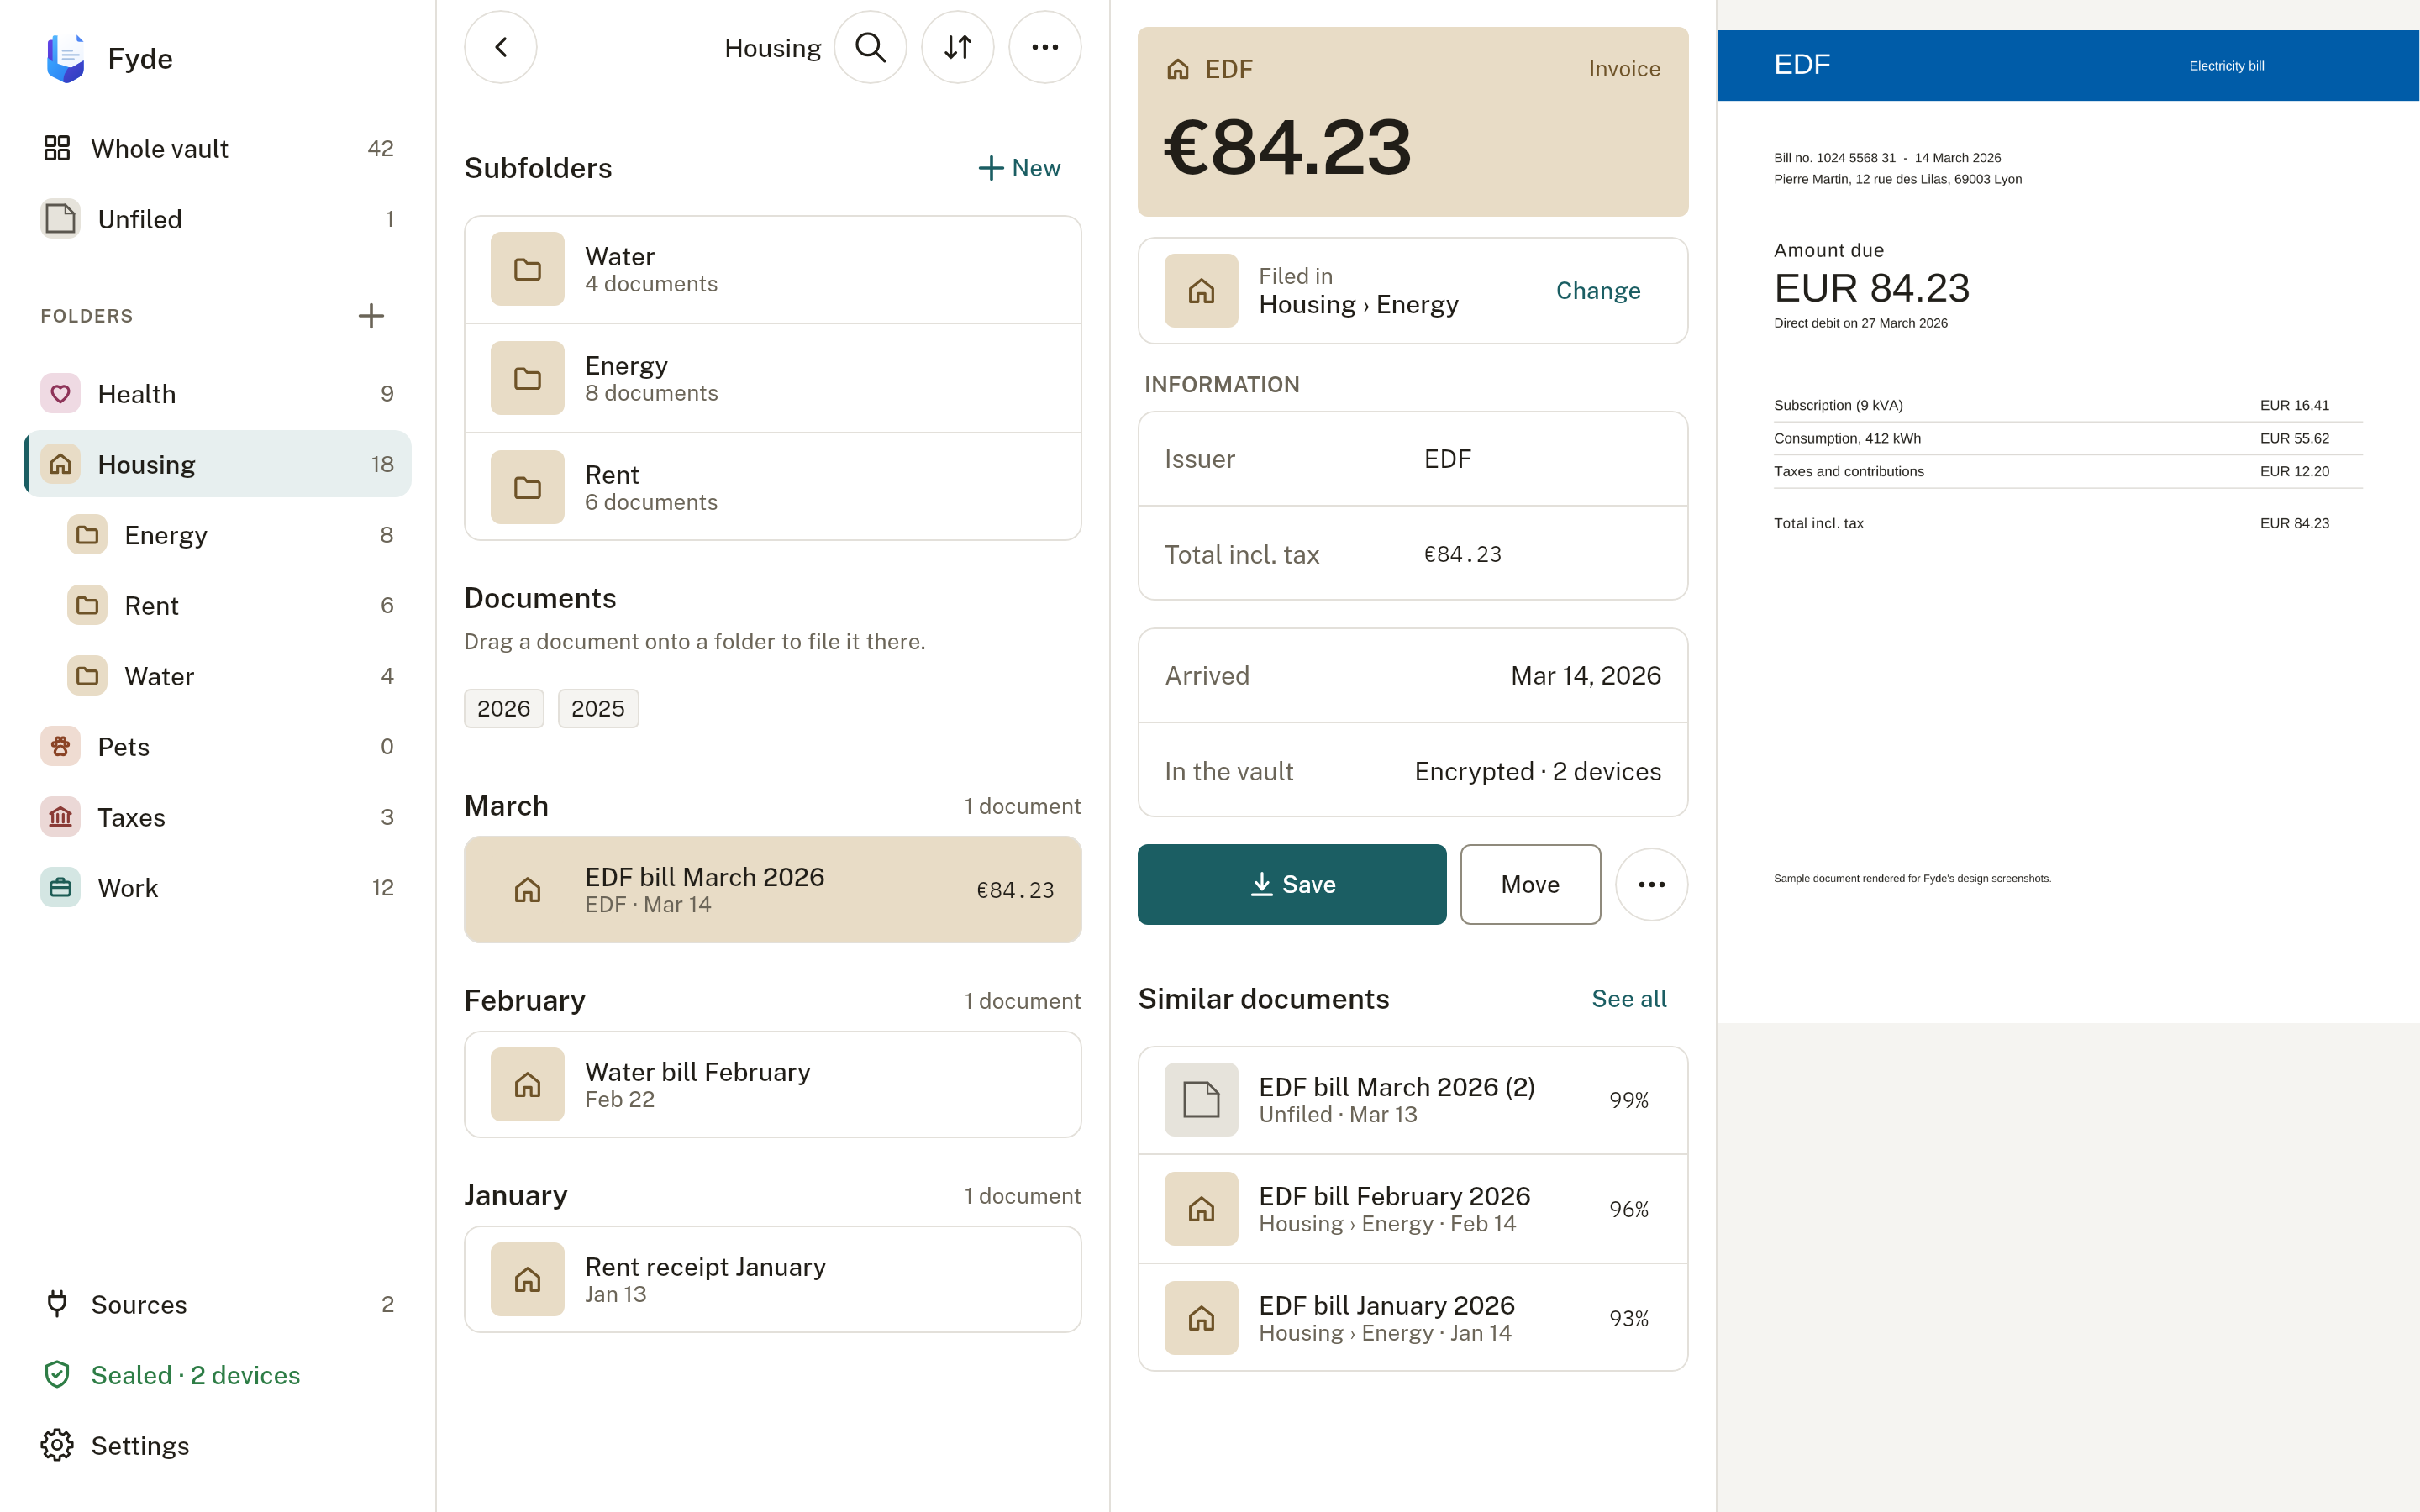 Fyde
Whole vault 42
Unfiled 1
FOLDERS
Health 9
Housing 18
Energy 8
Rent 6
Water 4
Pets 0
Taxes 3
Work 12
Sources 2
Sealed · 2 devices
Settings
Housing
Subfolders
New
Water
4 documents
Energy
8 documents
Rent
6 documents
Documents
Drag a document onto a folder to file it there.
2026 2025
March 1 document
EDF bill March 2026
EDF · Mar 14
€84.23
February 1 document
Water bill February
Feb 22
January 1 document
Rent receipt January
Jan 13
EDF Invoice
€84.23
Filed in
Housing › Energy
Change
INFORMATION
Issuer EDF
Total incl. tax €84.23
Arrived Mar 14, 2026
In the vault Encrypted · 2 devices
Save Move
Similar documents See all
EDF bill March 2026 (2)
Unfiled · Mar 13
99%
EDF bill February 2026
Housing › Energy · Feb 14
96%
EDF bill January 2026
Housing › Energy · Jan 14
93%
EDF Electricity bill
Bill no. 1024 5568 31 - 14 March 2026
Pierre Martin, 12 rue des Lilas, 69003 Lyon
Amount due
EUR 84.23
Direct debit on 27 March 2026
Subscription (9 kVA) EUR 16.41
Consumption, 412 kWh EUR 55.62
Taxes and contributions EUR 12.20
Total incl. tax EUR 84.23
Sample document rendered for Fyde's design screenshots.